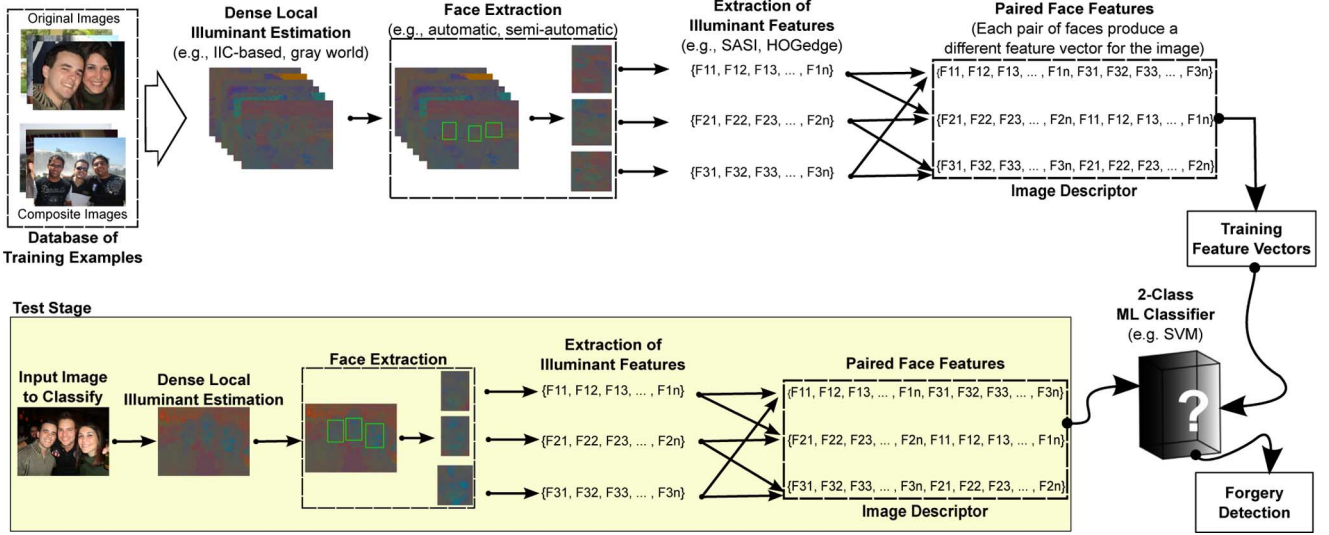 Original Images
Composite Images
Database of
Training Examples
Dense Local
Illuminant Estimation
(e.g., IIC-based, gray world)
Face Extraction
(e.g., automatic, semi-automatic)
Extraction of
Illuminant Features
(e.g., SASI, HOGedge)
{F11, F12, F13, ... , F1n}
{F21, F22, F23, ... , F2n}
{F31, F32, F33, ... , F3n}
Paired Face Features
(Each pair of faces produce a
different feature vector for the image)
{F11, F12, F13, ... , F1n, F31, F32, F33, ... , F3n}
{F21, F22, F23, ... , F2n, F11, F12, F13, ... , F1n}
{F31, F32, F33, ... , F3n, F21, F22, F23, ... , F2n}
Image Descriptor
Training
Feature Vectors
2-Class
ML Classifier
(e.g. SVM)
?
Forgery
Detection
Test Stage
Input Image
to Classify
Dense Local
Illuminant Estimation
Face Extraction
Extraction of
Illuminant Features
{F11, F12, F13, ... , F1n}
{F21, F22, F23, ... , F2n}
{F31, F32, F33, ... , F3n}
Paired Face Features
{F11, F12, F13, ... , F1n, F31, F32, F33, ... , F3n}
{F21, F22, F23, ... , F2n, F11, F12, F13, ... , F1n}
{F31, F32, F33, ... , F3n, F21, F22, F23, ... , F2n}
Image Descriptor